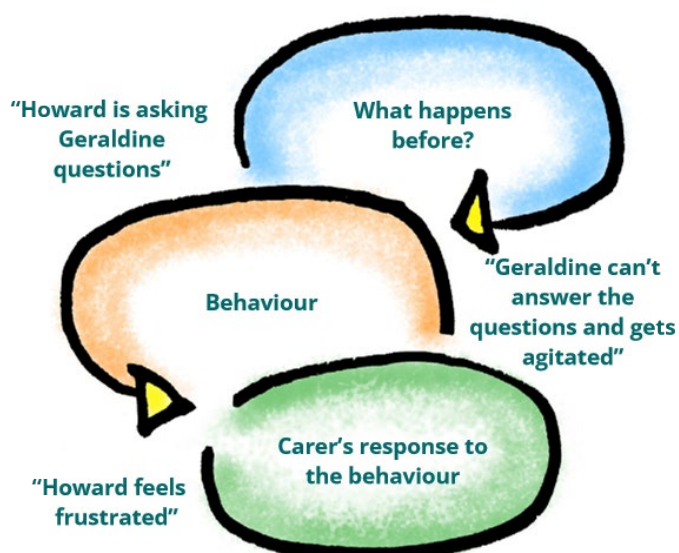 “Howard is asking
Geraldine
questions”
What happens
before?
Behaviour
“Geraldine can’t
answer the
questions and gets
agitated”
Carer’s response to
the behaviour
“Howard feels
frustrated”